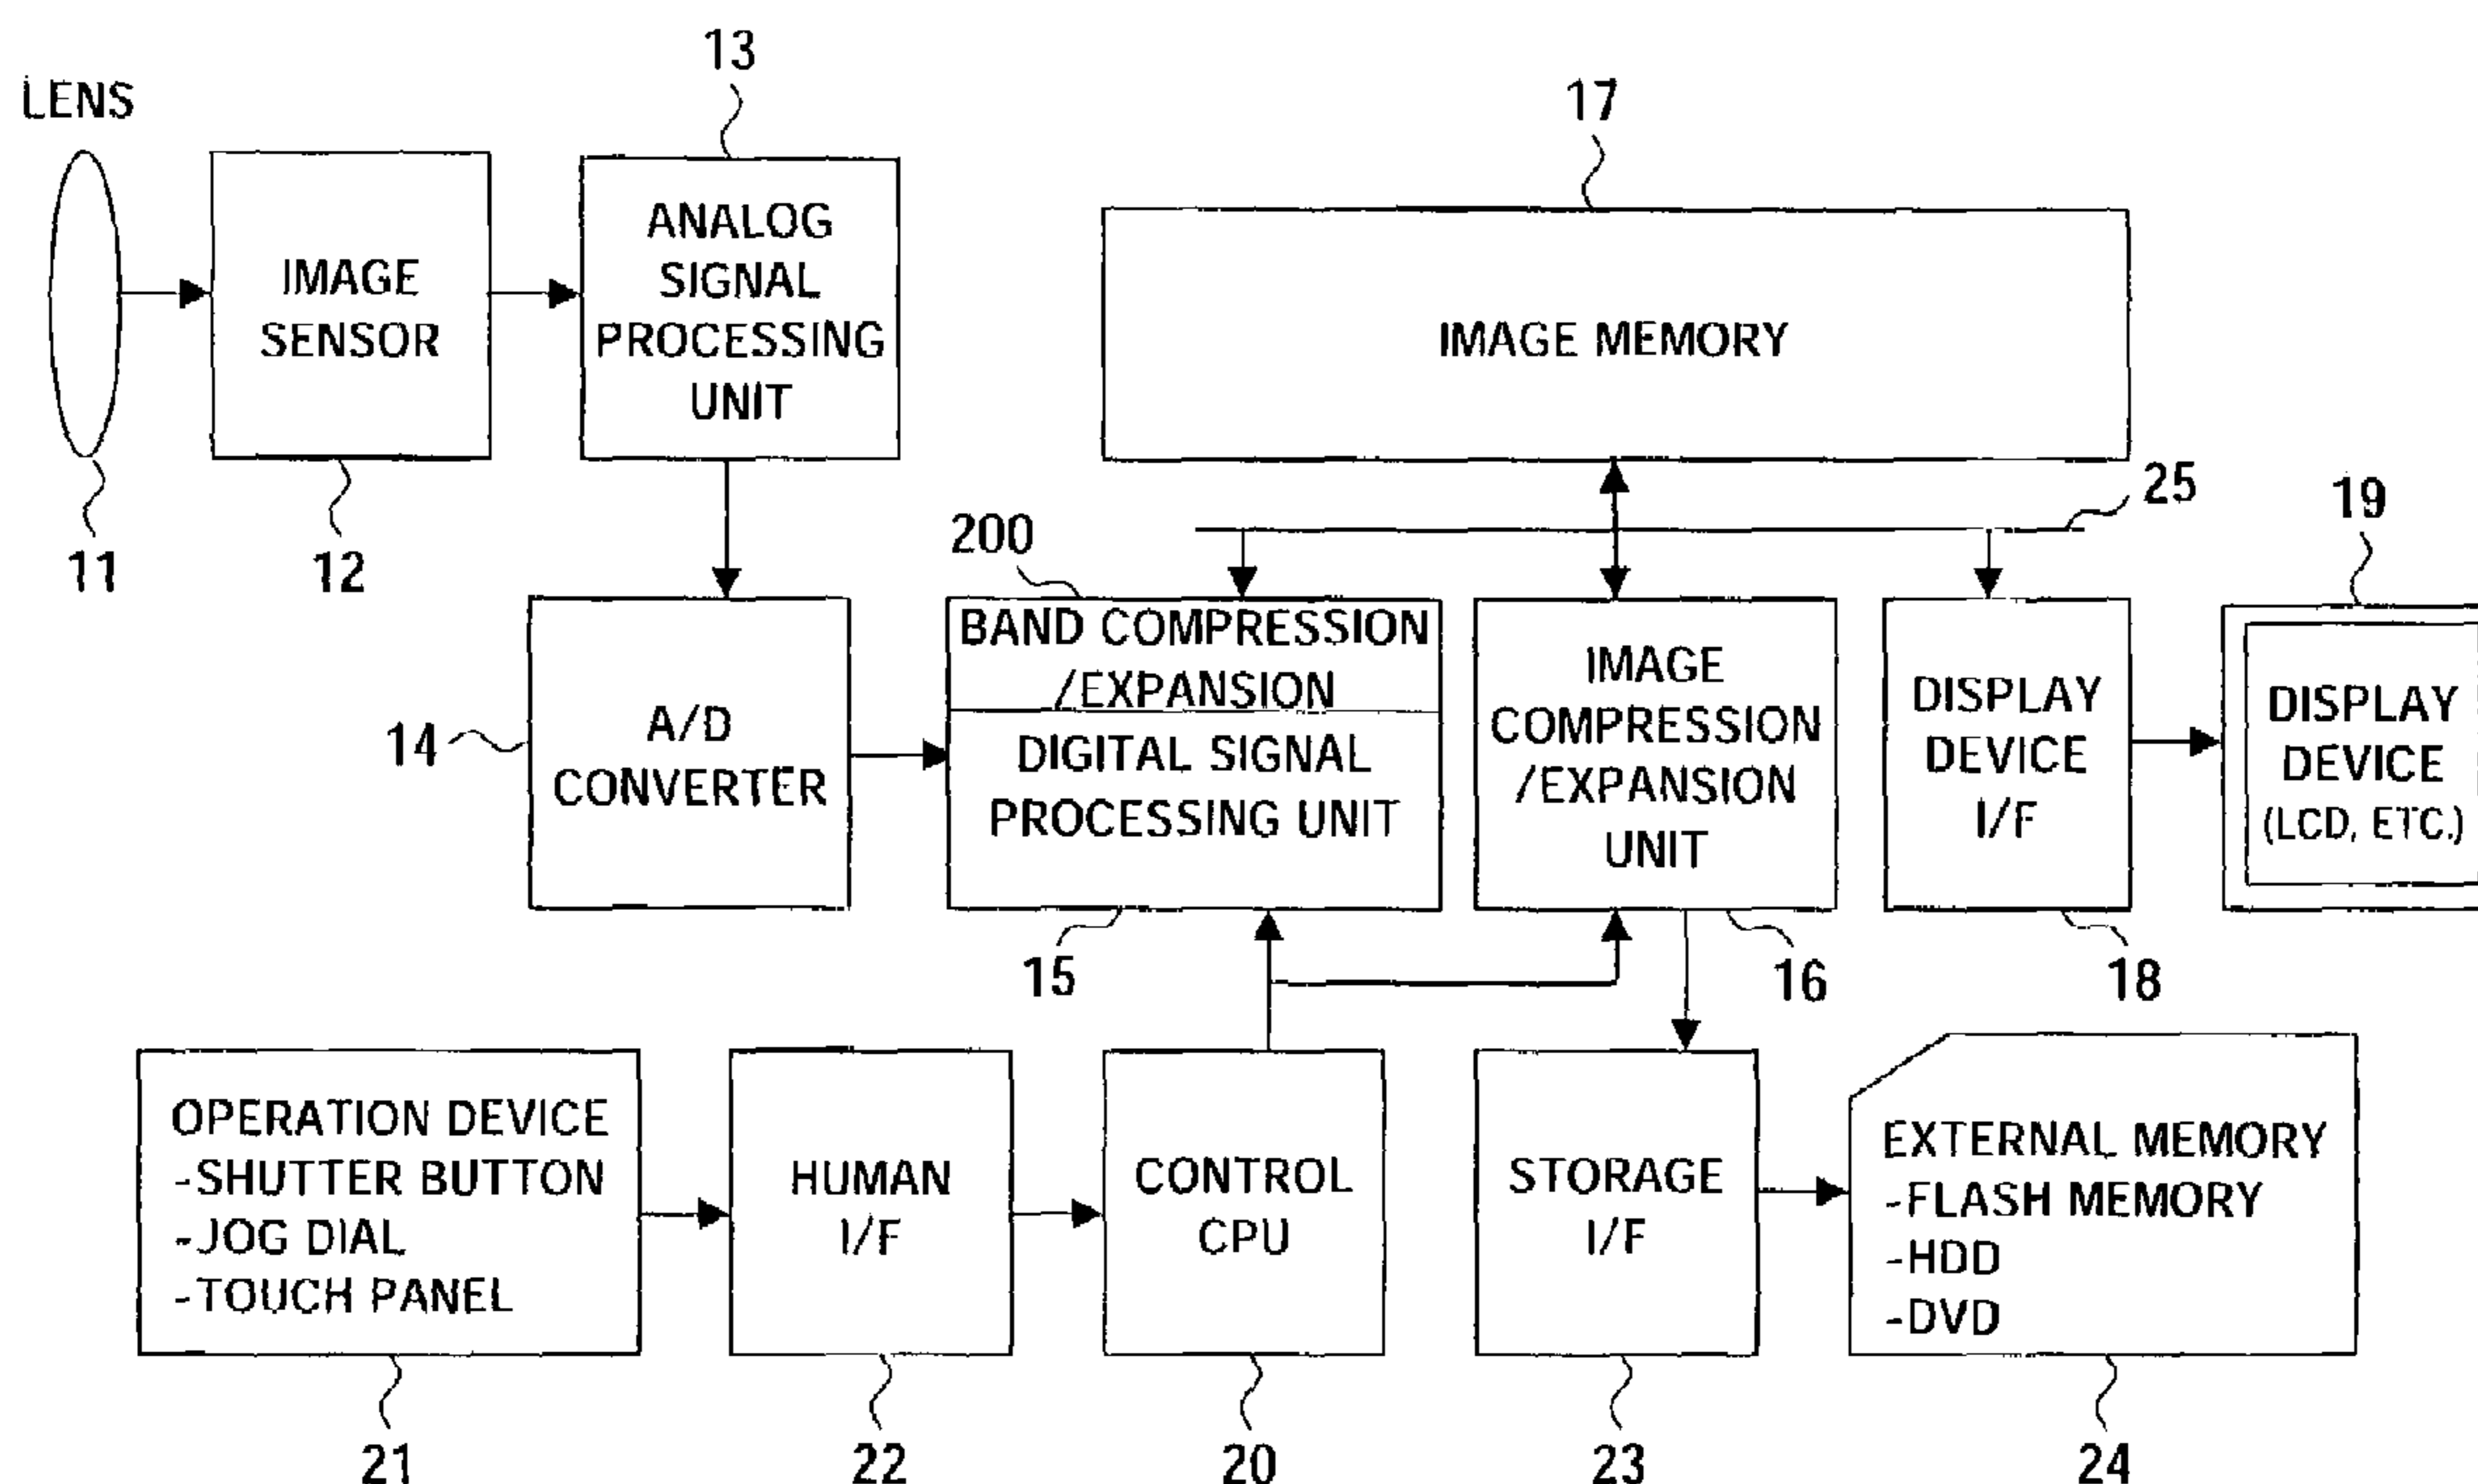 LENS
11
IMAGE
SENSOR
12
13
ANALOG
SIGNAL
PROCESSING
UNIT
17
IMAGE MEMORY
25
14
A/D
CONVERTER
200
BAND COMPRESSION
/EXPANSION
DIGITAL SIGNAL
PROCESSING UNIT
15
IMAGE
COMPRESSION
/EXPANSION
UNIT
16
DISPLAY
DEVICE
I/F
18
19
DISPLAY
DEVICE
(LCD, ETC.)
OPERATION DEVICE
-SHUTTER BUTTON
-JOG DIAL
-TOUCH PANEL
21
HUMAN
I/F
22
CONTROL
CPU
20
STORAGE
I/F
23
EXTERNAL MEMORY
-FLASH MEMORY
-HDD
-DVD
24